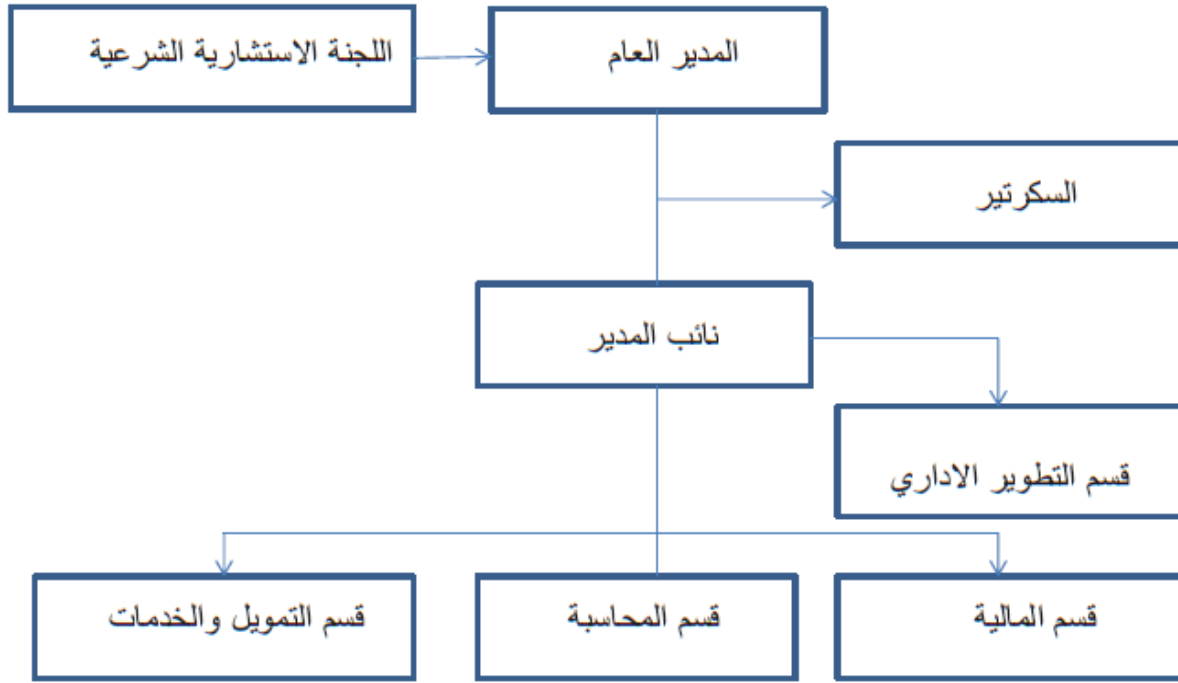 المدير العام
اللجنة الاستشارية الشرعية
السكرتير
نائب المدير
قسم التطوير الاداري
قسم المالية
قسم المحاسبة
قسم التمويل والخدمات